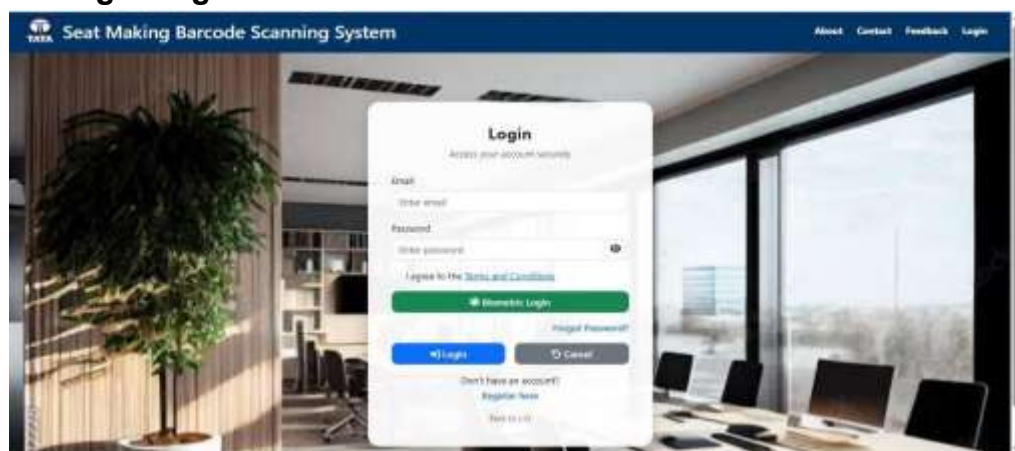 TATA Seat Making Barcode Scanning System
About Contact Feedback Login
Login
Access your account securely
Email
Enter email
Password
Enter password
I agree to the Terms and Conditions
Biometric Login
Forgot Password?
Login Cancel
Don't have an account?
Register here